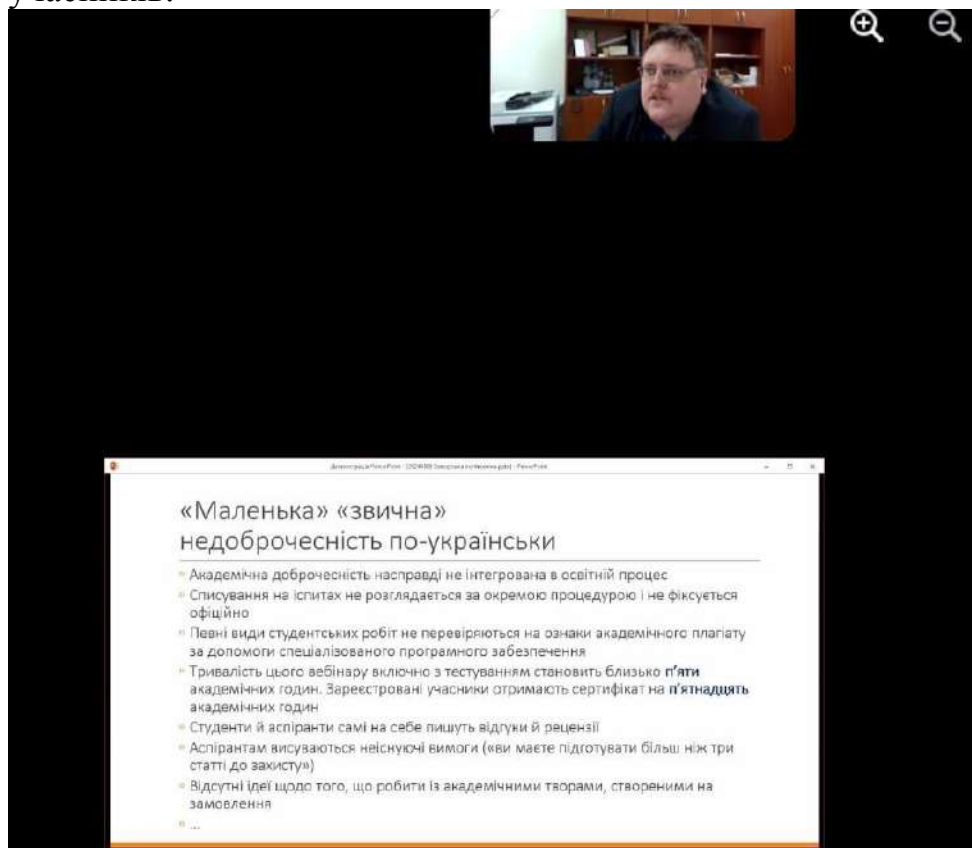 учасників.
«Маленька» «звична»
недоброчесність по-українськи
Академічна доброчесність насправді не інтегрована в освітній процес
Списування на іспитах не розглядається за окремою процедурою і не фіксується
офіційно
Певні види студентських робіт не перевіряються на ознаки академічного плагіату
за допомоги спеціалізованого програмного забезпечення
Тривалість цього вебінару включно з тестуванням становить близько п’яти
академічних годин. Зареєстровані учасники отримають сертифікат на п’ятнадцять
академічних годин
Студенти й аспіранти самі на себе пишуть відгуки й рецензії
Аспірантам висуваються неіснуючі вимоги («ви маєте підготувати більш ніж три
статті до захисту»)
Відсутні ідеї щодо того, що робити із академічними творами, створеними на
замовлення
...